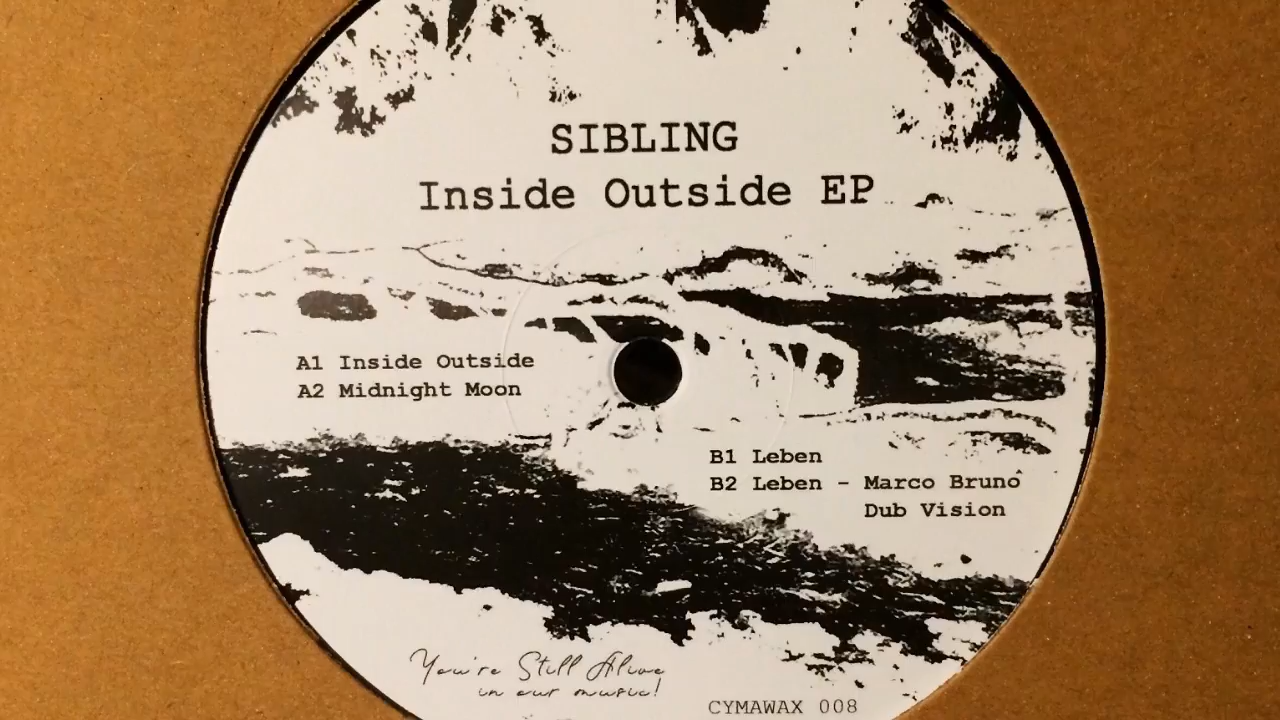 SIBLING
Inside Outside EP
A1 Inside Outside
A2 Midnight Moon
B1 Leben
B2 Leben - Marco Bruno
Dub Vision
You're Still Alive
in our music!
CYMAWAX 008